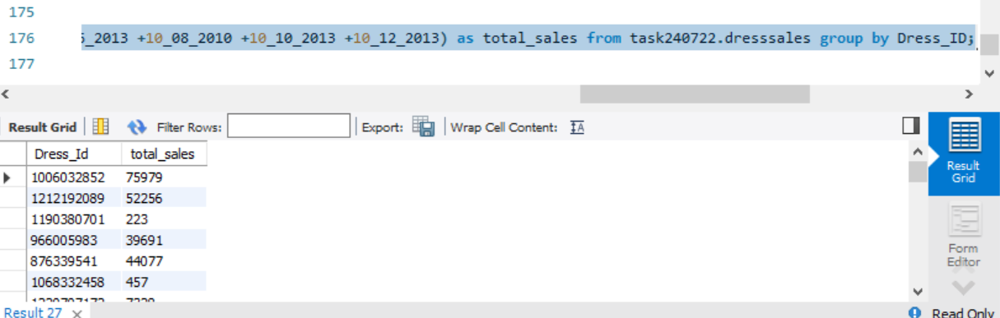 175
176 5_2013 +10_08_2010 +10_10_2013 +10_12_2013) as total_sales from task240722.dresssales group by Dress_ID;
177
Result Grid Filter Rows: Export: Wrap Cell Content: IA
Dress_Id total_sales
1006032852 75979
1212192089 52256
1190380701 223
966005983 39691
876339541 44077
1068332458 457
Result
Grid
Form
Editor
Result 27 × Read Only